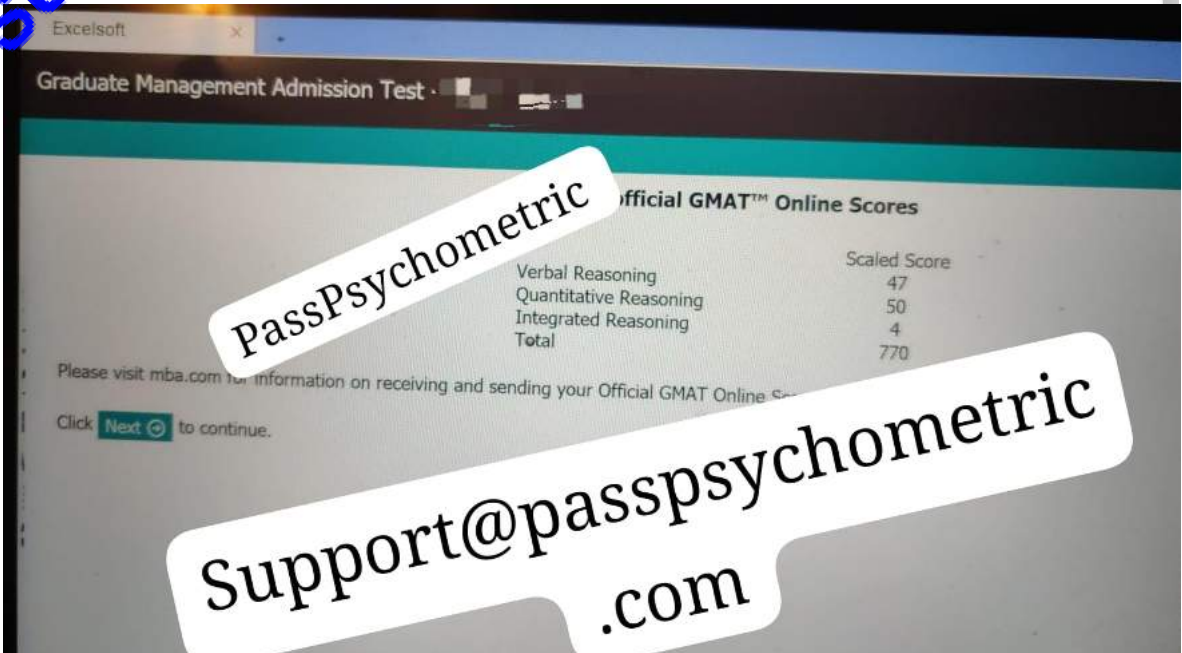 Excelsoft
Graduate Management Admission Test ·
PassPsychometric
fficial GMAT™ Online Scores
Scaled Score
Verbal Reasoning 47
Quantitative Reasoning 50
Integrated Reasoning 4
Total 770
Please visit mba.com for information on receiving and sending your Official GMAT Online
Click Next to continue.
Support@passpsychometric
.com